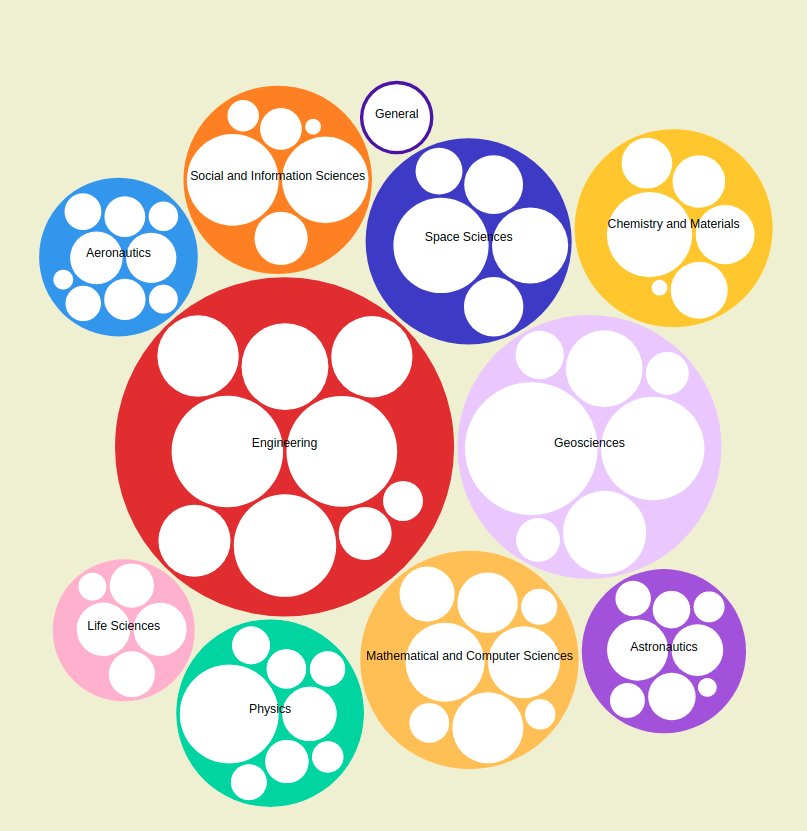 General
Social and Information Sciences
Chemistry and Materials
Space Sciences
Aeronautics
Engineering
Geosciences
Life Sciences
Astronautics
Mathematical and Computer Sciences
Physics